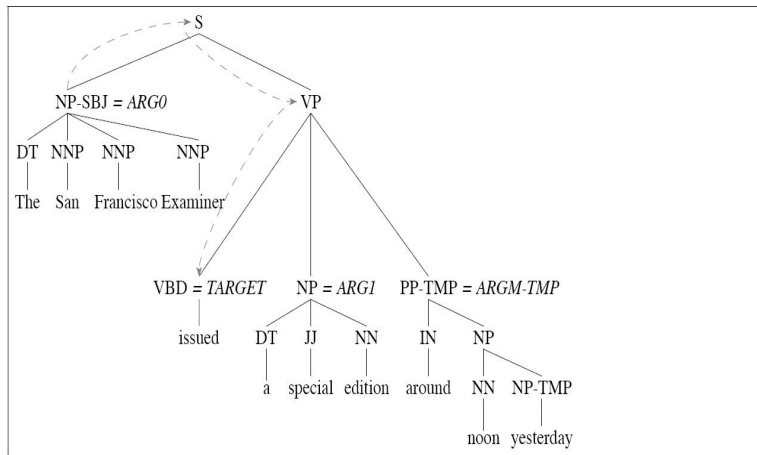 S
NP-SBJ = ARG0 VP
DT NNP NNP NNP
The San Francisco Examiner
VBD = TARGET NP = ARG1 PP-TMP = ARGM-TMP
issued DT JJ NN IN NP
a special edition around NN NP-TMP
noon yesterday